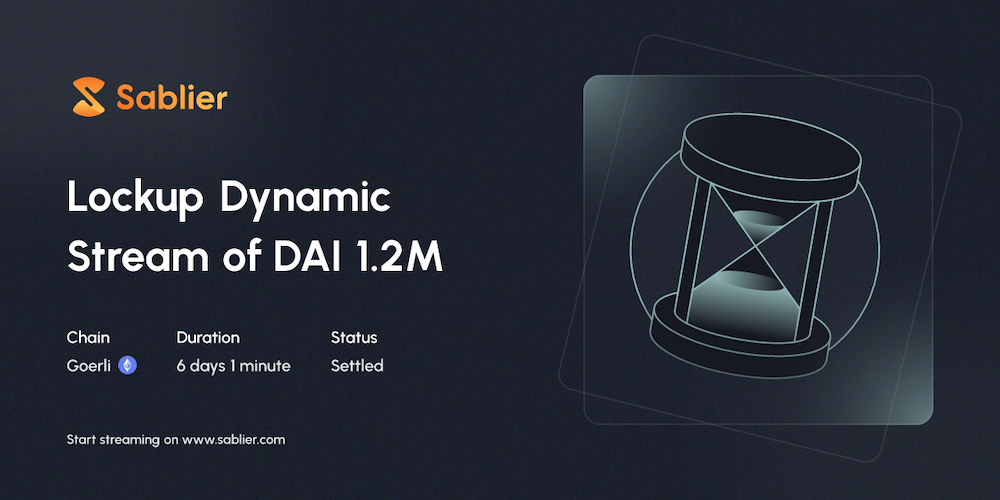 Sablier
Lockup Dynamic
Stream of DAI 1.2M
Chain Duration Status
Goerli 6 days 1 minute Settled
Start streaming on www.sablier.com